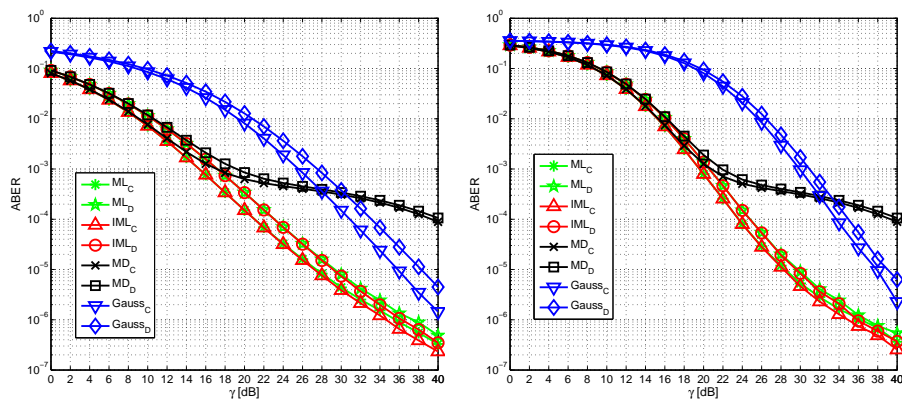 10^0
10^-1
10^-2
10^-3
10^-4
10^-5
10^-6
10^-7
ABER
0 2 4 6 8 10 12 14 16 18 20 22 24 26 28 30 32 34 36 38 40
γ [dB]
ML_C
ML_D
IML_C
IML_D
MD_C
MD_D
Gauss_C
Gauss_D
10^0
10^-1
10^-2
10^-3
10^-4
10^-5
10^-6
10^-7
ABER
0 2 4 6 8 10 12 14 16 18 20 22 24 26 28 30 32 34 36 38 40
γ [dB]
ML_C
ML_D
IML_C
IML_D
MD_C
MD_D
Gauss_C
Gauss_D